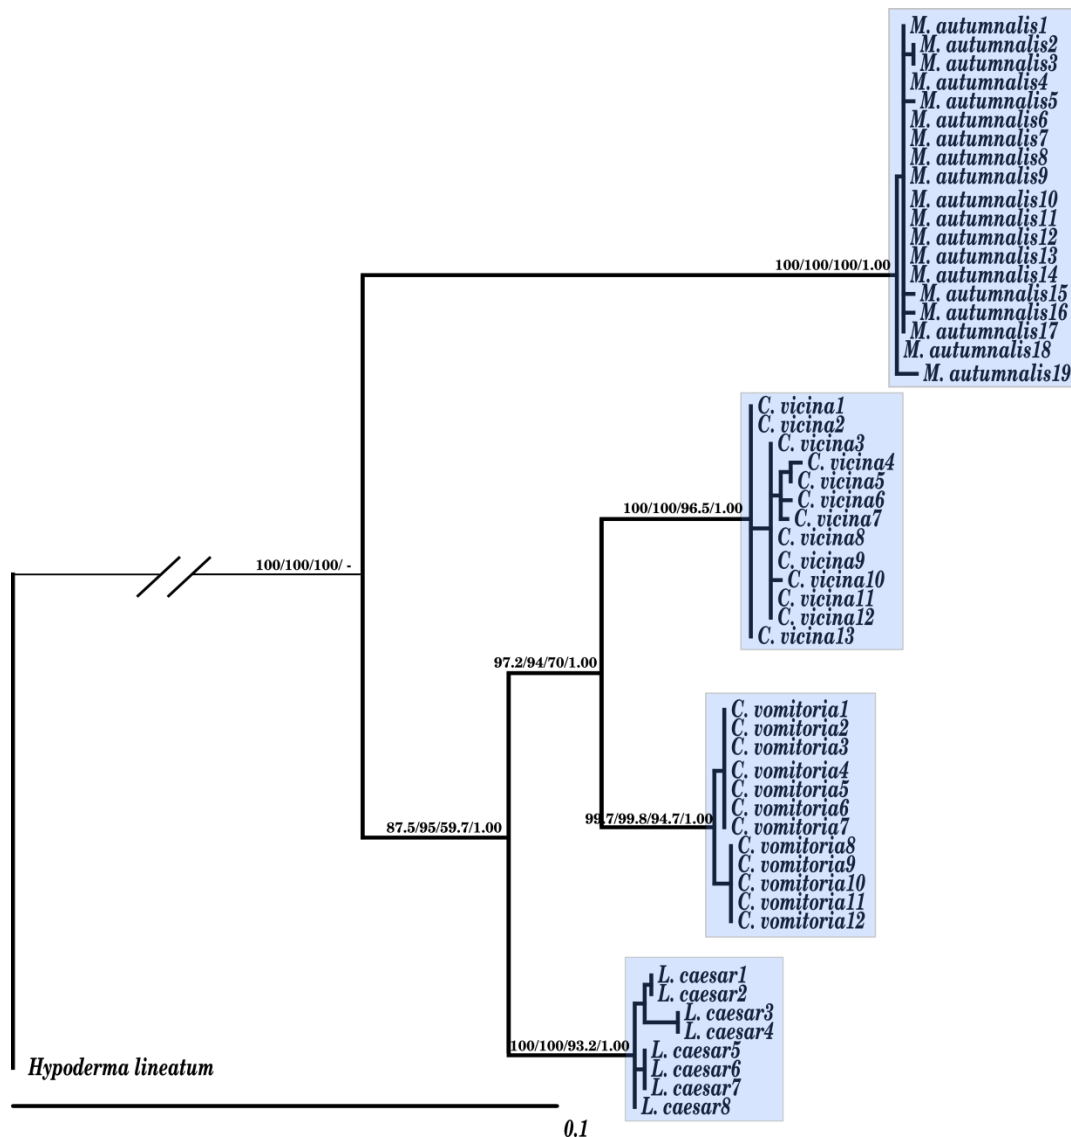 M. autumnalis1
M. autumnalis2
M. autumnalis3
M. autumnalis4
M. autumnalis5
M. autumnalis6
M. autumnalis7
M. autumnalis8
M. autumnalis9
M. autumnalis10
M. autumnalis11
M. autumnalis12
M. autumnalis13
100/100/100/1.00
M. autumnalis14
M. autumnalis15
M. autumnalis16
M. autumnalis17
M. autumnalis18
M. autumnalis19
C. vicina1
C. vicina2
C. vicina3
C. vicina4
C. vicina5
C. vicina6
100/100/96.5/1.00
C. vicina7
C. vicina8
C. vicina9
100/100/100/ -
C. vicina10
C. vicina11
C. vicina12
C. vicina13
97.2/94/70/1.00
C. vomitoria1
C. vomitoria2
C. vomitoria3
C. vomitoria4
C. vomitoria5
C. vomitoria6
99.7/99.8/94.7/1.00
C. vomitoria7
87.5/95/59.7/1.00
C. vomitoria8
C. vomitoria9
C. vomitoria10
C. vomitoria11
C. vomitoria12
L. caesar1
L. caesar2
L. caesar3
L. caesar4
100/100/93.2/1.00
L. caesar5
L. caesar6
Hypoderma lineatum
L. caesar7
L. caesar8
0.1